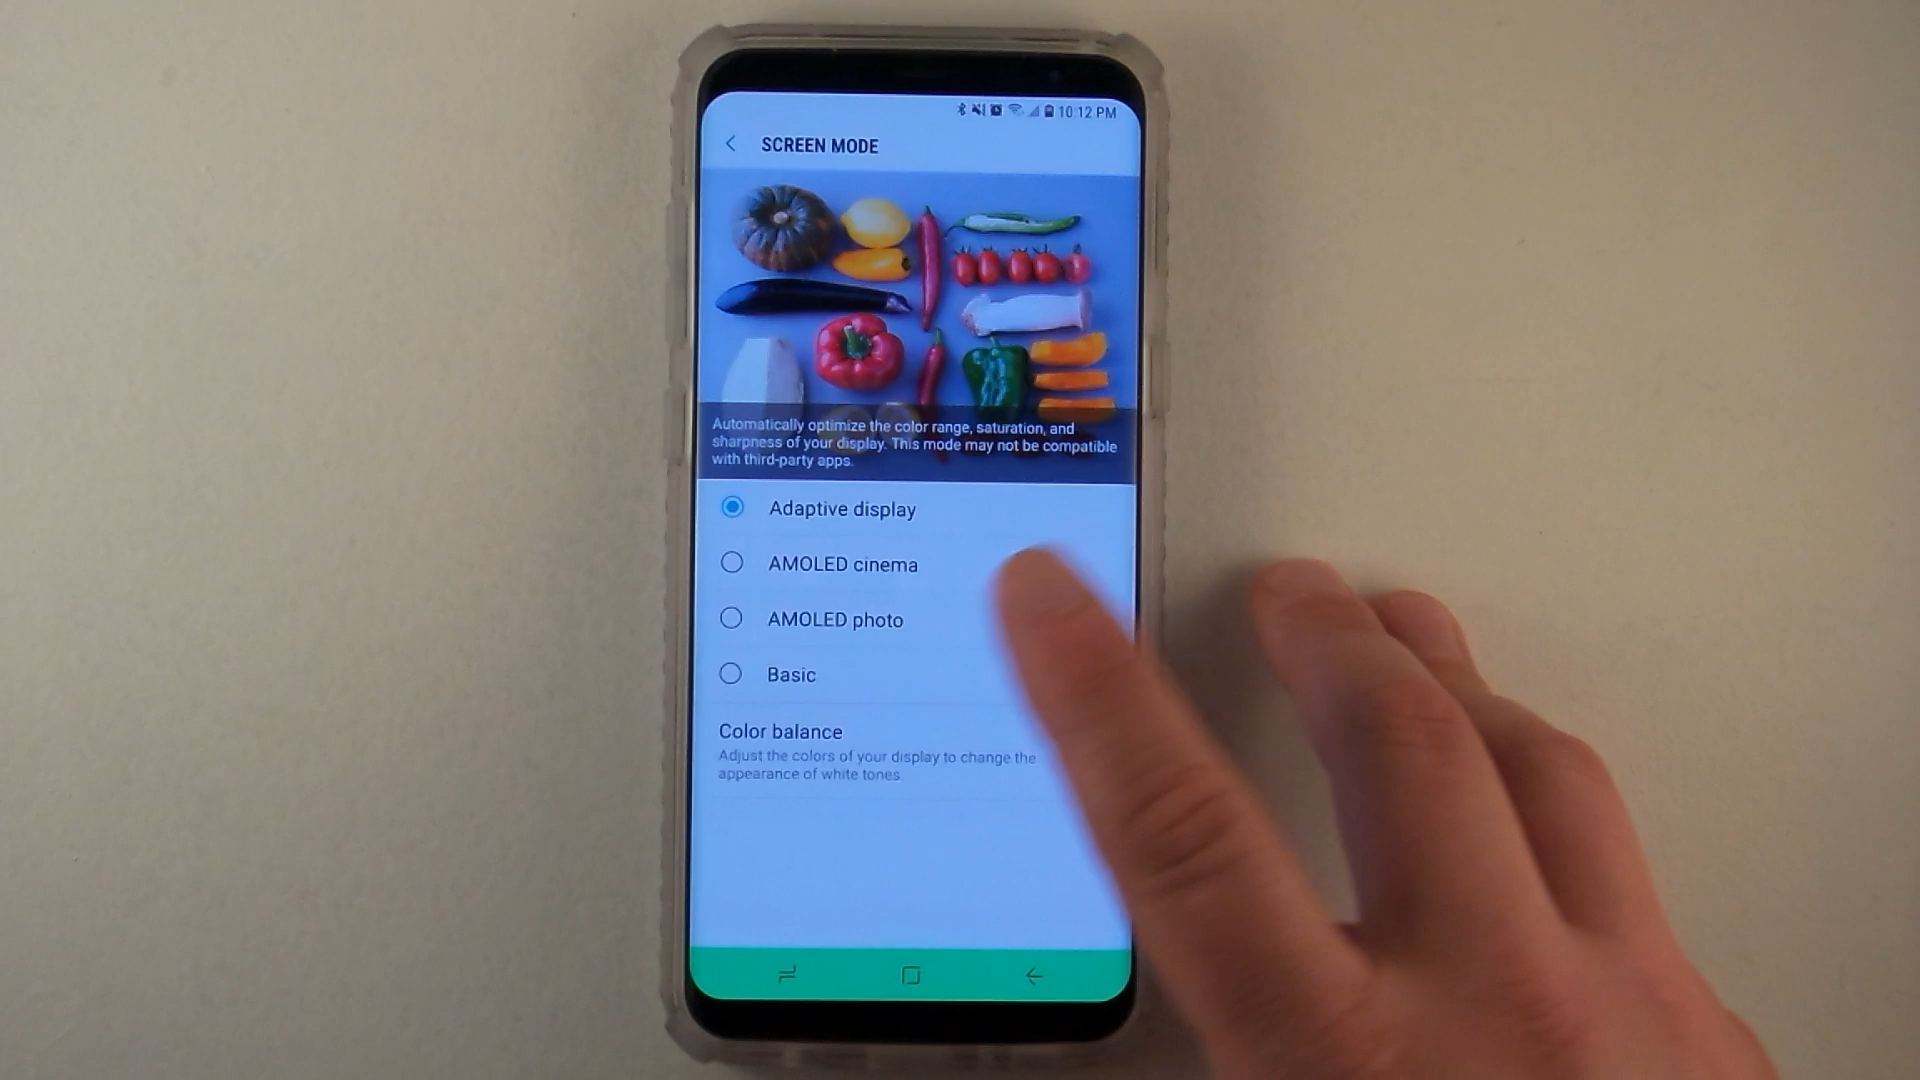 10:12 PM
SCREEN MODE
Automatically optimize the color range, saturation, and
sharpness of your display. This mode may not be compatible
with third-party apps.
Adaptive display
AMOLED cinema
AMOLED photo
Basic
Color balance
Adjust the colors of your display to change the
appearance of white tones.